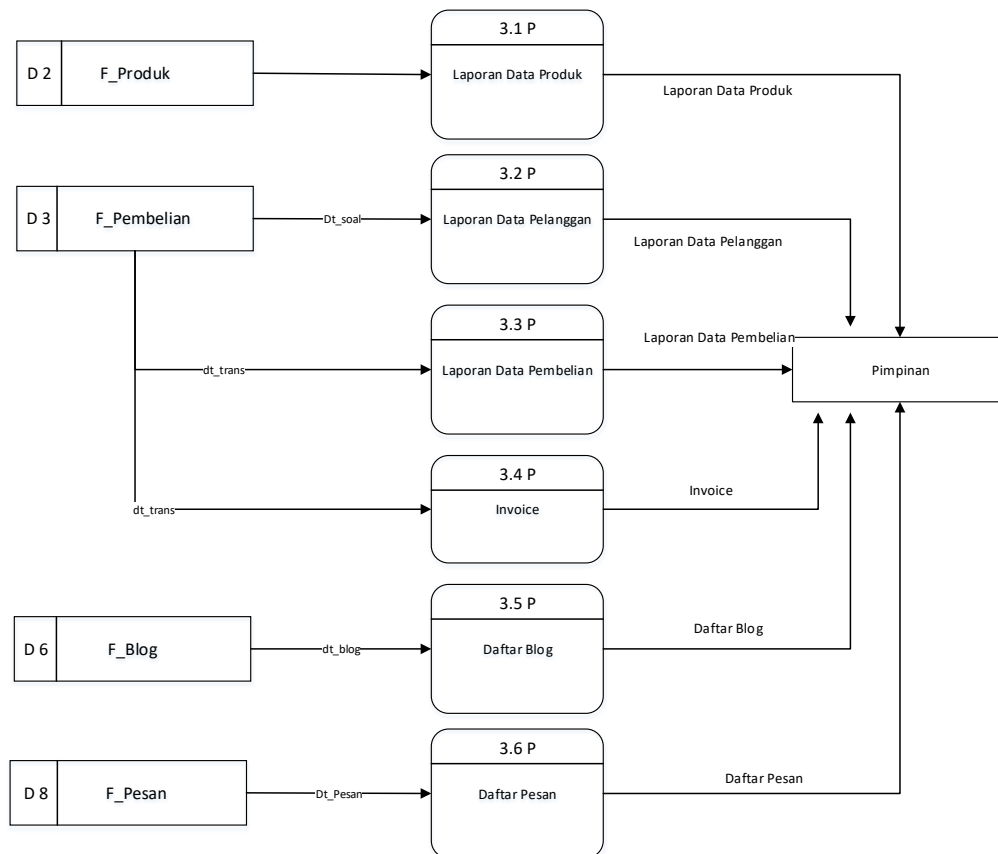 3.1 P
D 2
F_Produk
Laporan Data Produk
Laporan Data Produk
3.2 P
D 3
F_Pembelian
Dt_soal
Laporan Data Pelanggan
Laporan Data Pelanggan
3.3 P
Laporan Data Pembelian
dt_trans
Laporan Data Pembelian
Pimpinan
3.4 P
Invoice
dt_trans
Invoice
3.5 P
Daftar Blog
D 6
F_Blog
dt_blog
Daftar Blog
3.6 P
Daftar Pesan
D 8
F_Pesan
Dt_Pesan
Daftar Pesan